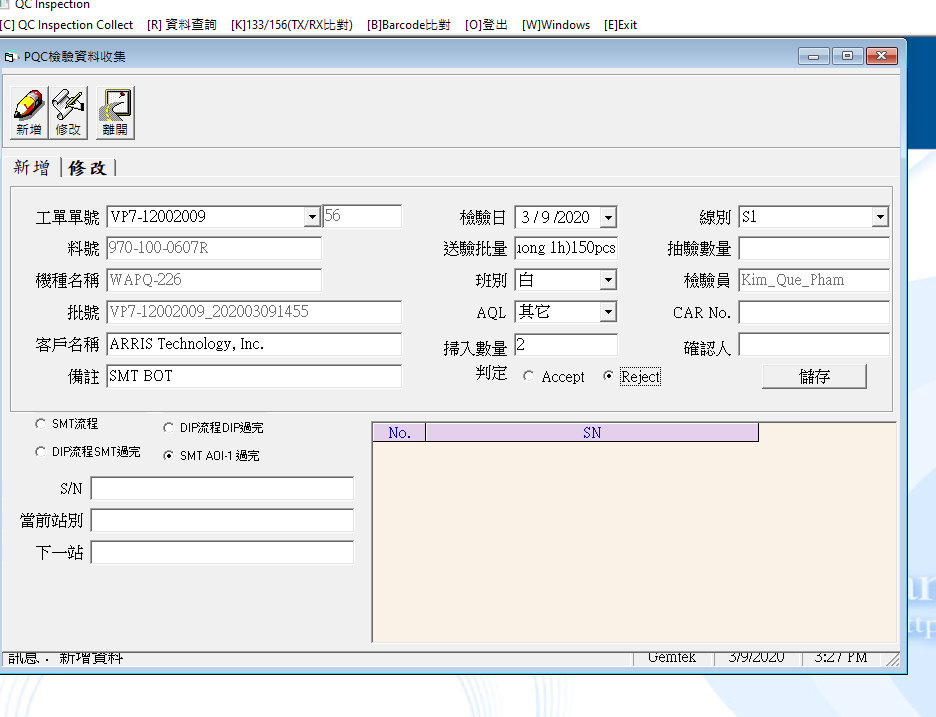 QC Inspection
[C] QC Inspection Collect [R] 資料查詢 [K]133/156(TX/RX比對) [B]Barcode比對 [O]登出 [W]Windows [E]Exit
PQC檢驗資料收集
新增 修改 離開
新增 修改
工單單號 VP7-12002009 56 檢驗日 3/9/2020 線別 S1
料號 970-100-0607R 送驗批量 uong 1h)150pcs 抽驗數量
機種名稱 WAPQ-226 班別 白 檢驗員 Kim_Que_Pham
批號 VP7-12002009_202003091455 AQL 其它 CAR No.
客戶名稱 ARRIS Technology, Inc. 掃入數量 2 確認人
備註 SMT BOT 判定 Accept Reject 儲存
SMT流程 DIP流程DIP過完
DIP流程SMT過完 SMT AOI-1 過完
No. SN
S/N
當前站別
下一站
訊息 : 新增資料 Gemtek 3/9/2020 3:27 PM